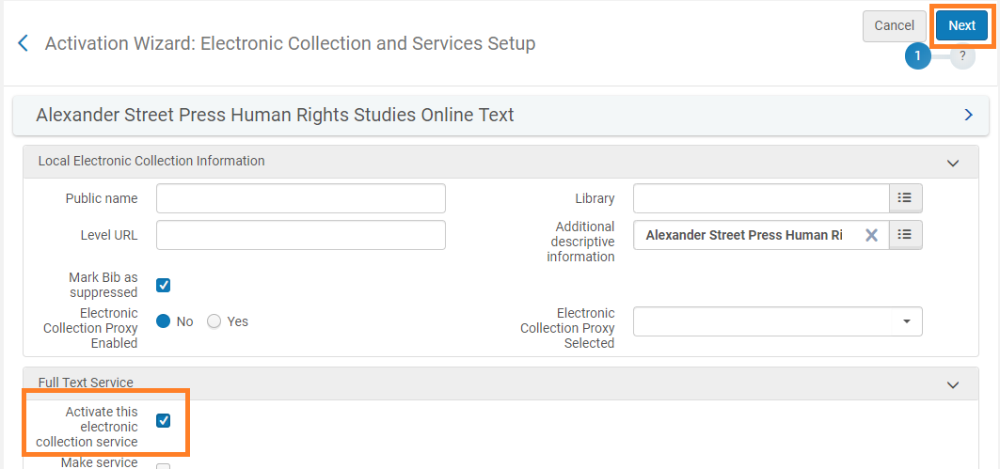 Cancel
Next
Activation Wizard: Electronic Collection and Services Setup
1
?
Alexander Street Press Human Rights Studies Online Text
Local Electronic Collection Information
Public name
Library
Level URL
Additional
descriptive
information
Alexander Street Press Human Ri
Mark Bib as
suppressed
Electronic
Collection Proxy
Enabled
No
Yes
Electronic
Collection Proxy
Selected
Full Text Service
Activate this
electronic
collection service
Make service